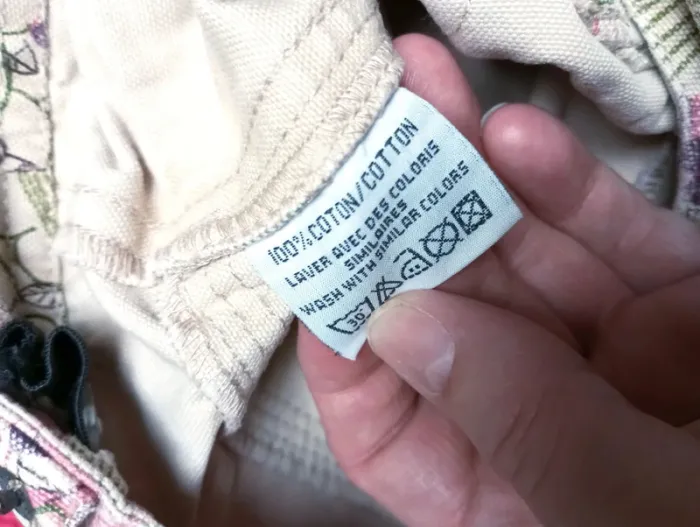 100% COTON/COTTON
LAVER AVEC DES COLORIS
SIMILAIRES
WASH WITH SIMILAR COLORS
30°